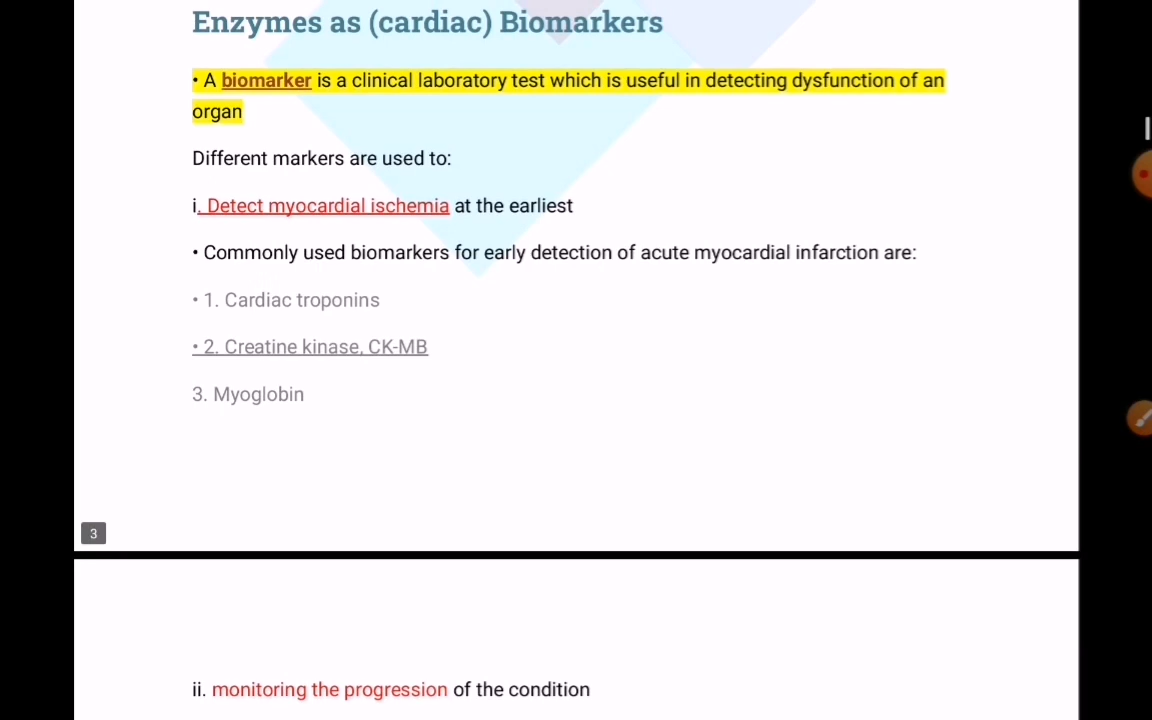 Enzymes as (cardiac) Biomarkers
• A biomarker is a clinical laboratory test which is useful in detecting dysfunction of an
organ
Different markers are used to:
i. Detect myocardial ischemia at the earliest
• Commonly used biomarkers for early detection of acute myocardial infarction are:
• 1. Cardiac troponins
• 2. Creatine kinase, CK-MB
3. Myoglobin
3
ii. monitoring the progression of the condition